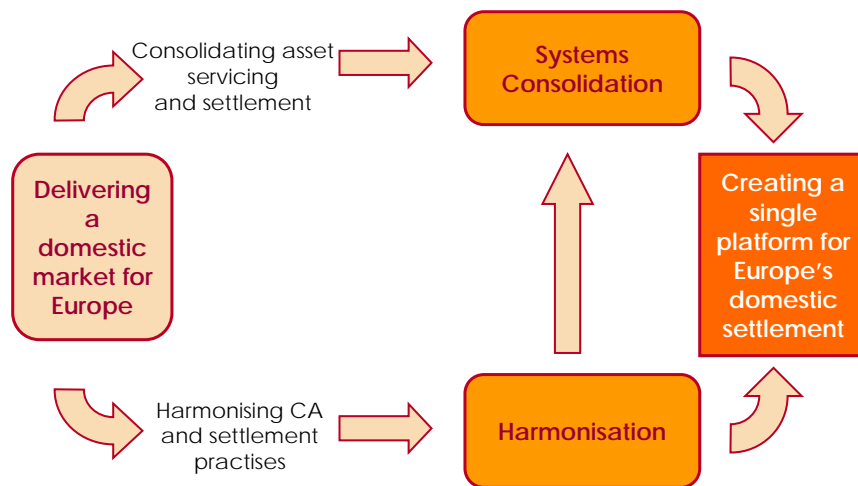 Consolidating asset
servicing
and settlement
Systems
Consolidation
Delivering
a
domestic
market for
Europe
Creating a
single
platform for
Europe's
domestic
settlement
Harmonising CA
and settlement
practises
Harmonisation